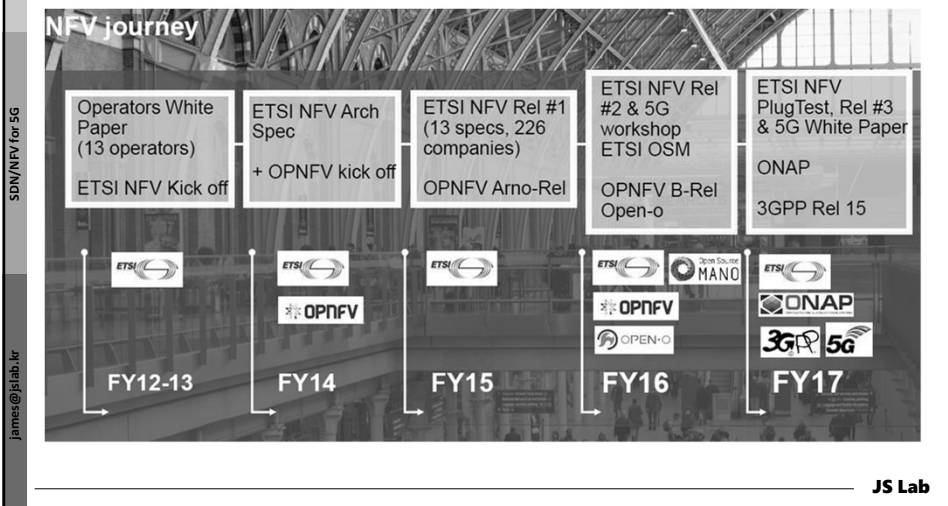 NFV journey
SDN/NFV for 5G
james@jslab.kr
Operators White
Paper
(13 operators)
ETSI NFV Kick off
ETSI NFV Arch
Spec
+ OPNFV kick off
ETSI NFV Rel #1
(13 specs, 226
companies)
OPNFV Arno-Rel
ETSI NFV Rel
#2 & 5G
workshop
ETSI OSM
OPNFV B-Rel
Open-o
ETSI NFV
PlugTest, Rel #3
& 5G White Paper
ONAP
3GPP Rel 15
ETSI
FY12-13
ETSI
OPNFV
FY14
ETSI
FY15
ETSI
Open Source
MANO
OPNFV
OPEN-O
FY16
ETSI
ONAP
3GPP
5G
FY17
JS Lab